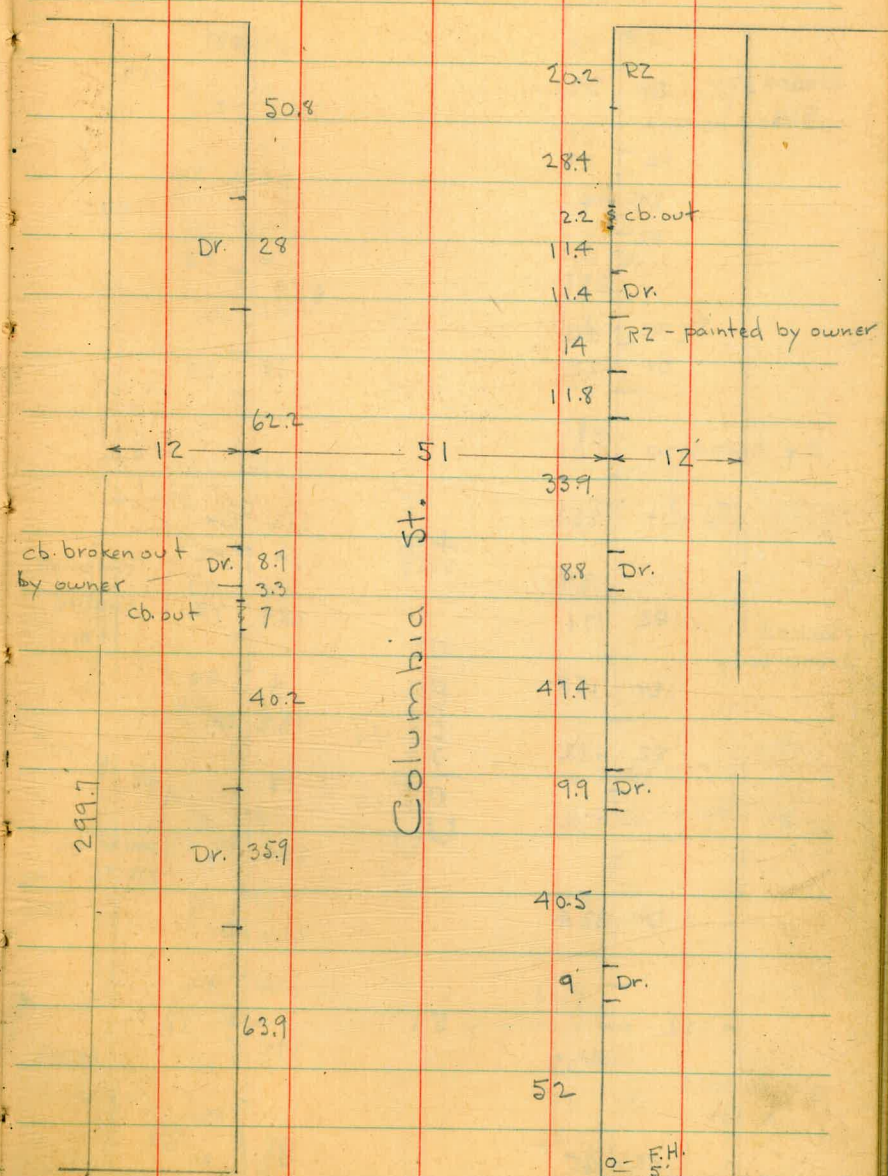 20.2 RZ
50.8
28.4
2.2 cb. out
Dr. 28
11.4
11.4 Dr.
RZ - painted by owner
14
11.8
62.2
12 51 12'
33.9
cb. broken out
by owner
Dr. 8.7
8.8 Dr.
3.3
cb. out 7
Columbia St.
47.4
40.2
299.7'
9.9 Dr.
Dr. 35.9
40.5
9 Dr.
63.9
52
F.H.
5'